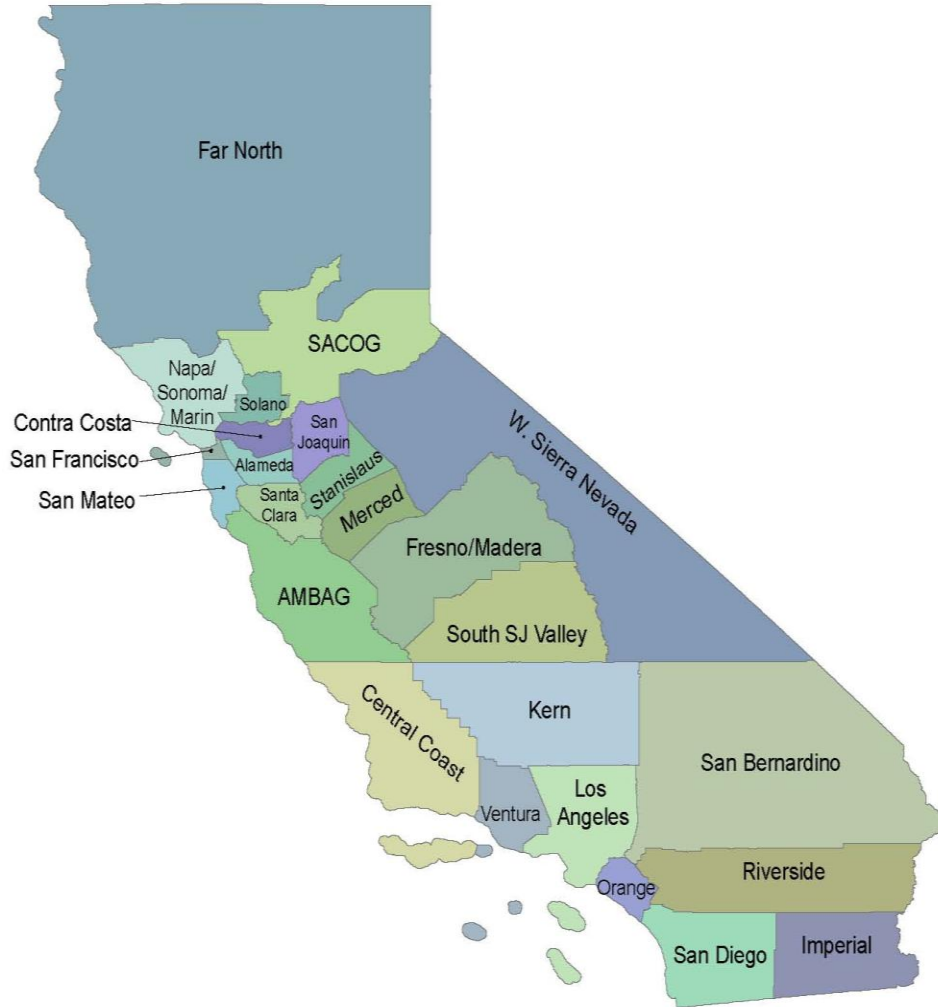 Far North
SACOG
Napa/
Sonoma/
Marin
Solano
Contra Costa
San
Joaquin
San Francisco
Alameda
San Mateo
Santa
Clara
Stanislaus
Merced
W. Sierra Nevada
Fresno/Madera
AMBAG
South SJ Valley
Central Coast
Kern
San Bernardino
Ventura
Los
Angeles
Orange
Riverside
San Diego
Imperial